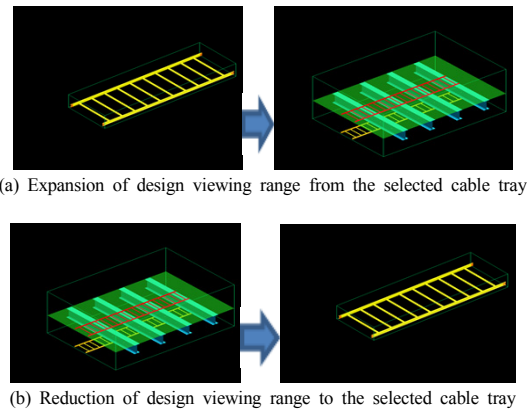 (a) Expansion of design viewing range from the selected cable tray
(b) Reduction of design viewing range to the selected cable tray